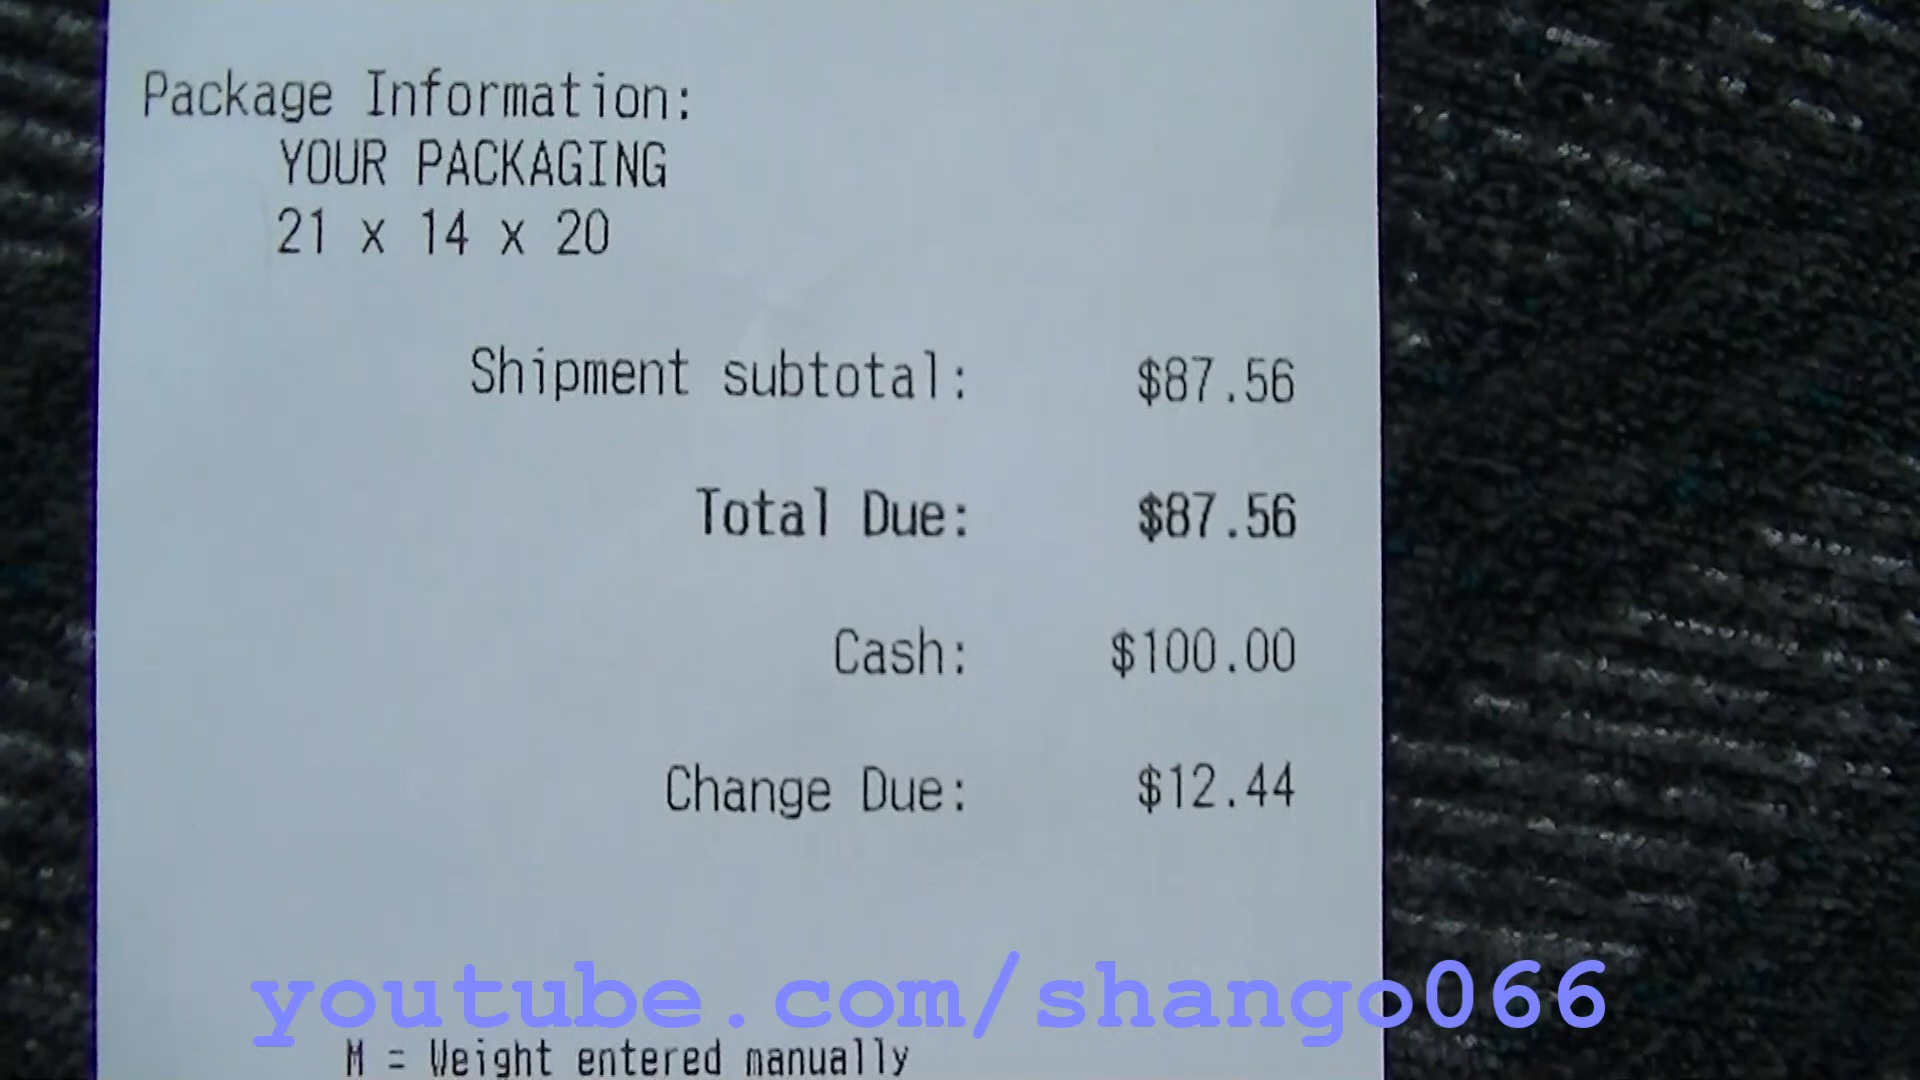 Package Information:
YOUR PACKAGING
21 x 14 x 20
Shipment subtotal: $87.56
Total Due: $87.56
Cash: $100.00
Change Due: $12.44
youtube.com/shango066
M = Weight entered manually